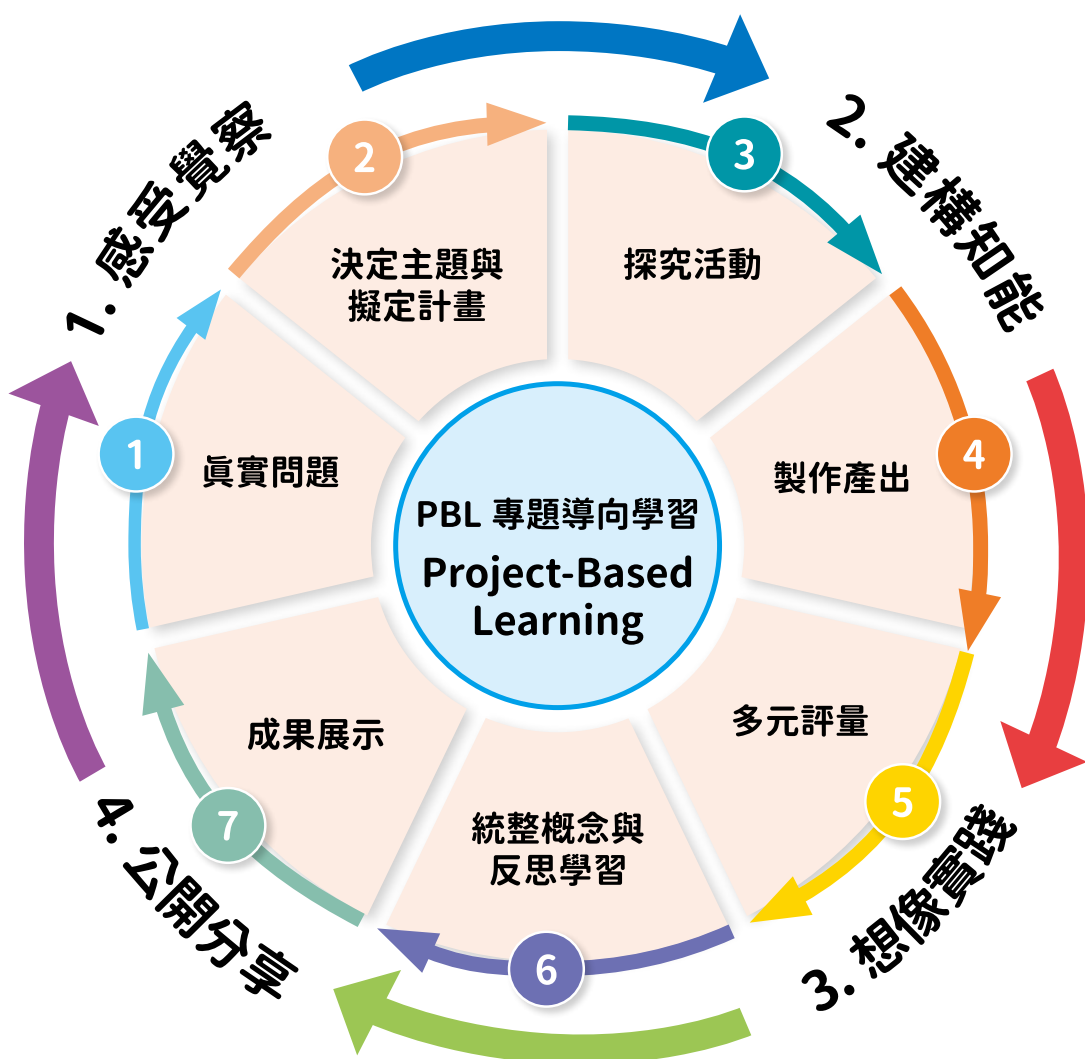 1. 感受覺察
2. 建構知能
3. 想像實踐
4. 公開分享
1
真實問題
2
決定主題與
擬定計畫
3
探究活動
4
製作產出
5
多元評量
6
統整概念與
反思學習
7
成果展示
PBL 專題導向學習
Project-Based
Learning